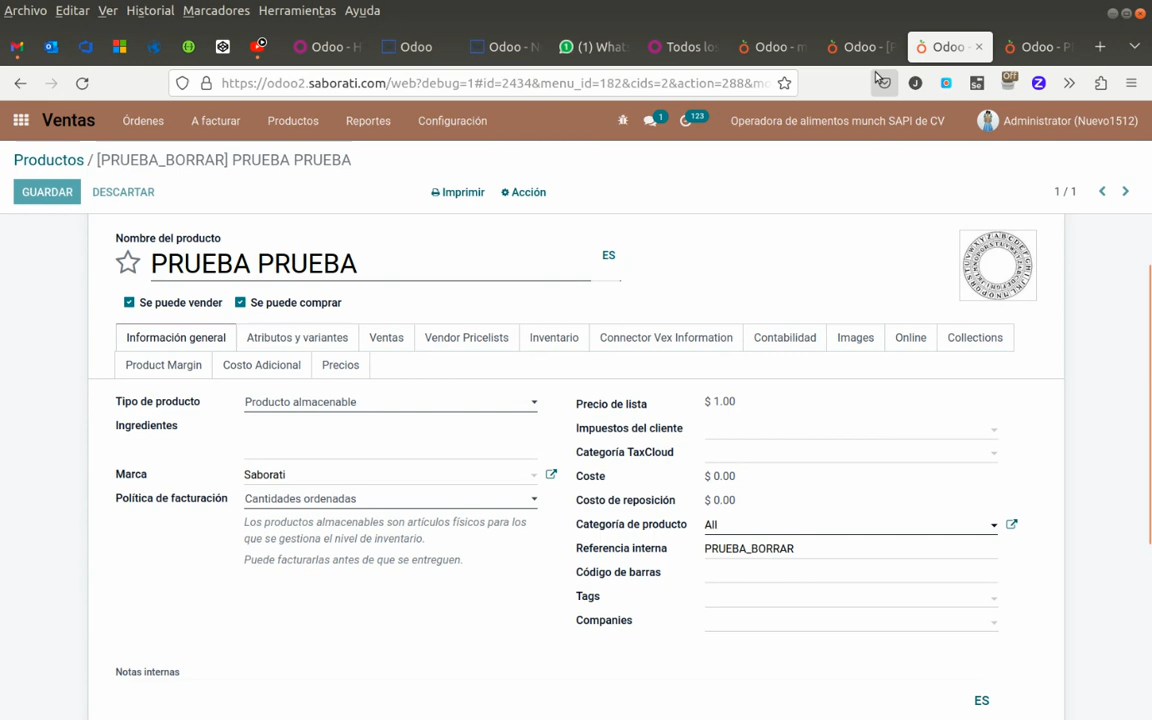 Archivo Editar Ver Historial Marcadores Herramientas Ayuda
Odoo - H
Odoo
Odoo - N
(1) Whats
Todos los
Odoo - m
Odoo - [P
Odoo -
Odoo - P
https://odoo2.saborati.com/web?debug=1#id=2434&menu_id=182&cids=2&action=288&mo
Off
Ventas Órdenes A facturar Productos Reportes Configuración 1 123 Operadora de alimentos munch SAPI de CV Administrator (Nuevo1512)
Productos / [PRUEBA_BORRAR] PRUEBA PRUEBA
GUARDAR DESCARTAR Imprimir Acción 1 / 1
Nombre del producto
PRUEBA PRUEBA ES
Se puede vender Se puede comprar
Información general Atributos y variantes Ventas Vendor Pricelists Inventario Connector Vex Information Contabilidad Images Online Collections
Product Margin Costo Adicional Precios
Tipo de producto Producto almacenable
Ingredientes
Marca Saborati
Política de facturación Cantidades ordenadas
Los productos almacenables son artículos físicos para los
que se gestiona el nivel de inventario.
Puede facturarlas antes de que se entreguen.
Precio de lista $ 1.00
Impuestos del cliente
Categoría TaxCloud
Coste $ 0.00
Costo de reposición $ 0.00
Categoría de producto All
Referencia interna PRUEBA_BORRAR
Código de barras
Tags
Companies
Notas internas
ES